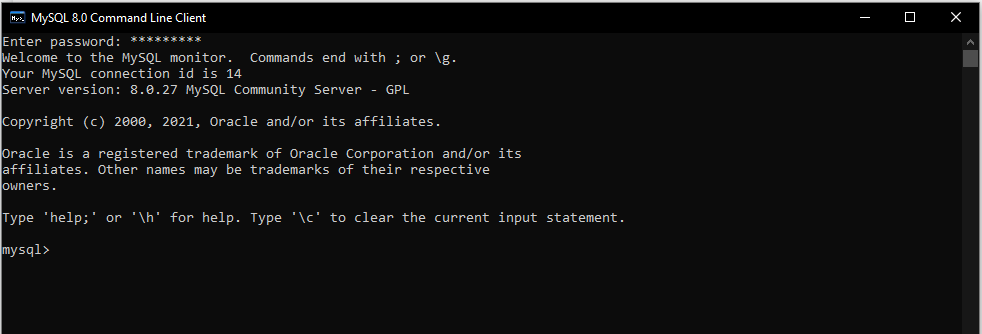 MySQL 8.0 Command Line Client
Enter password: *********
Welcome to the MySQL monitor.  Commands end with ; or \g.
Your MySQL connection id is 14
Server version: 8.0.27 MySQL Community Server - GPL
Copyright (c) 2000, 2021, Oracle and/or its affiliates.
Oracle is a registered trademark of Oracle Corporation and/or its
affiliates. Other names may be trademarks of their respective
owners.
Type 'help;' or '\h' for help. Type '\c' to clear the current input statement.
mysql>